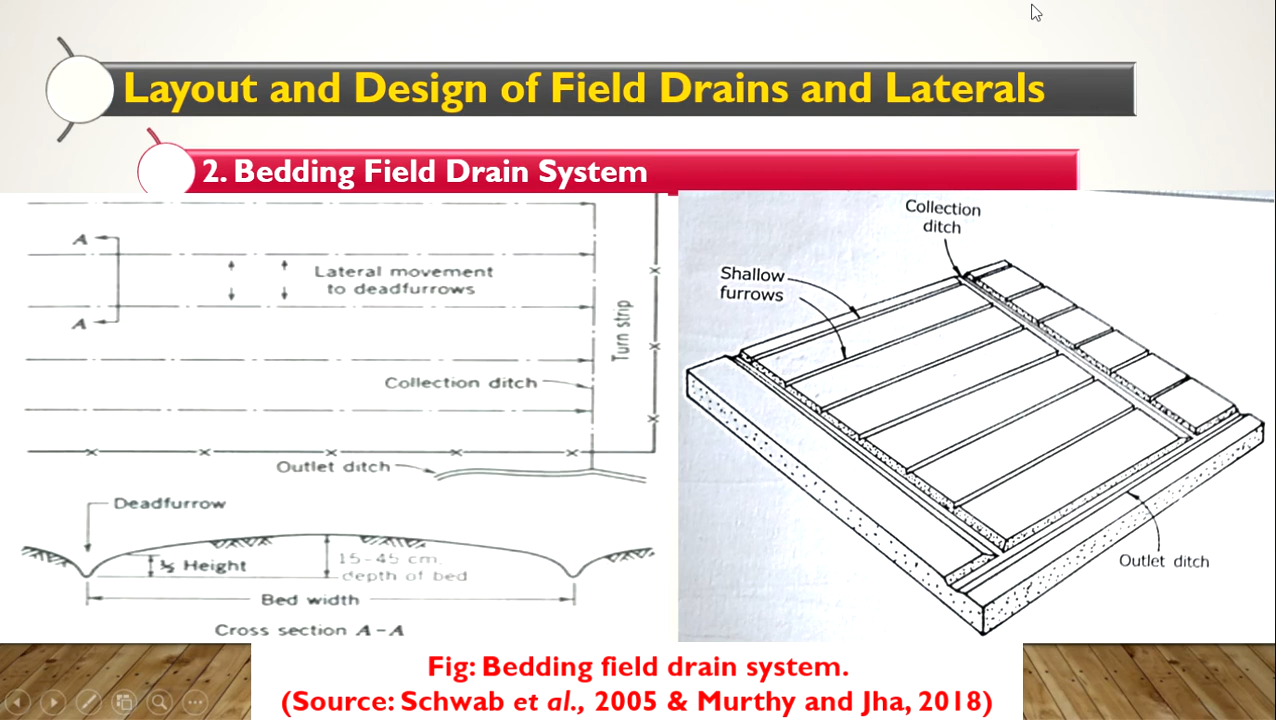 Layout and Design of Field Drains and Laterals
2. Bedding Field Drain System
A
A
Lateral movement
to deadfurrows
Turn strip
Collection ditch
Outlet ditch
Deadfurrow
½ Height
15-45 cm,
depth of bed
Bed width
Cross section A-A
Collection
ditch
Shallow
furrows
Outlet ditch
Fig: Bedding field drain system.
(Source: Schwab et al., 2005 & Murthy and Jha, 2018)